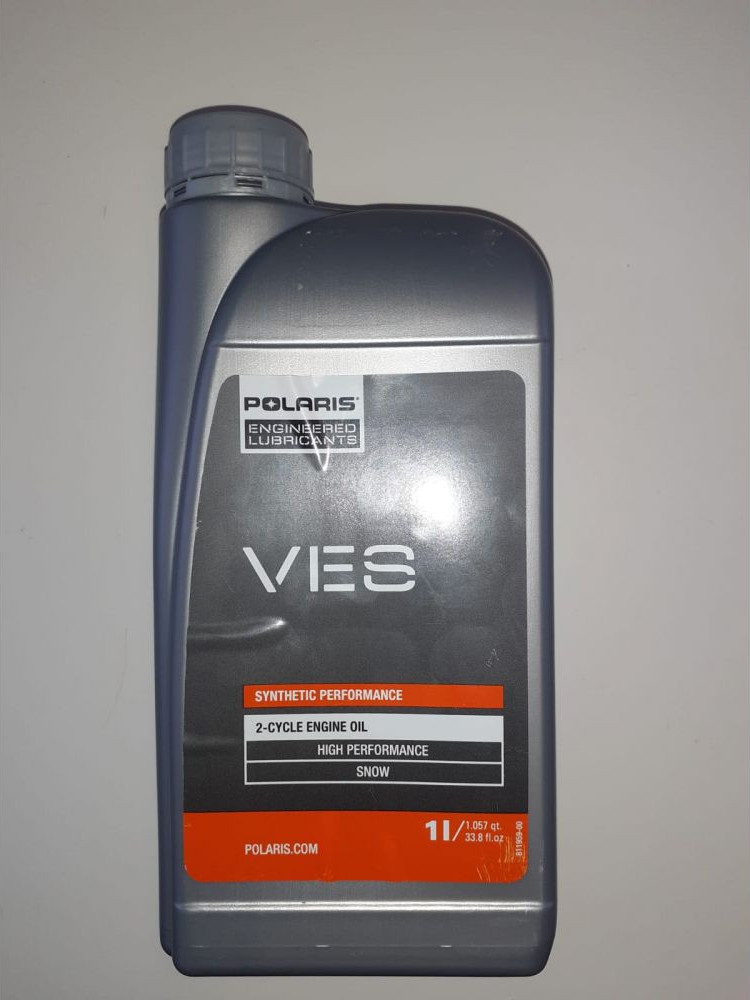 POLARIS®
ENGINEERED
LUBRICANTS
VES
SYNTHETIC PERFORMANCE
2-CYCLE ENGINE OIL
HIGH PERFORMANCE
SNOW
1l/1.057 qt.
33.8 fl.oz
POLARIS.COM